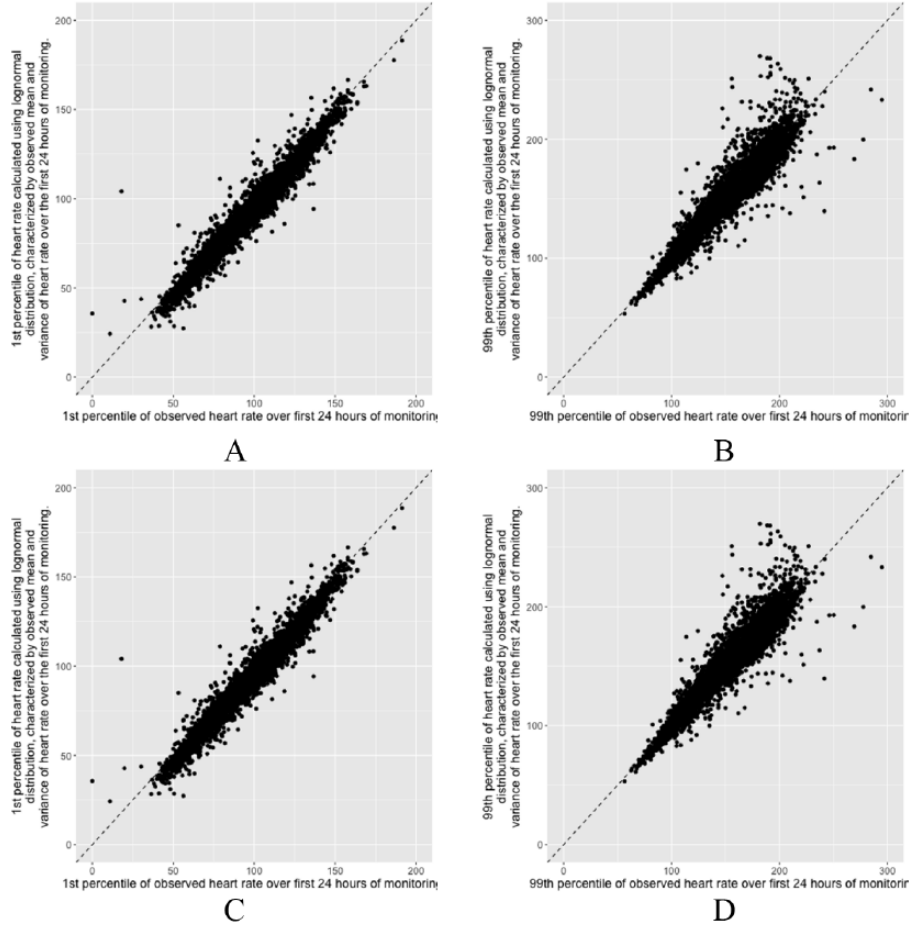 200
150
100
50
0
1st percentile of heart rate calculated using lognormal
distribution, characterized by observed mean and
variance of heart rate over the first 24 hours of monitoring.
0 50 100 150 200
1st percentile of observed heart rate over first 24 hours of monitoring
A
300
200
100
0
99th percentile of heart rate calculated using lognormal
distribution, characterized by observed mean and
variance of heart rate over the first 24 hours of monitoring.
0 100 200 300
99th percentile of observed heart rate over first 24 hours of monitorin
B
200
150
100
50
0
1st percentile of heart rate calculated using lognormal
distribution, characterized by observed mean and
variance of heart rate over the first 24 hours of monitoring.
0 50 100 150 200
1st percentile of observed heart rate over first 24 hours of monitoring
C
300
200
100
0
99th percentile of heart rate calculated using lognormal
distribution, characterized by observed mean and
variance of heart rate over the first 24 hours of monitoring.
0 100 200 300
99th percentile of observed heart rate over first 24 hours of monitorin
D